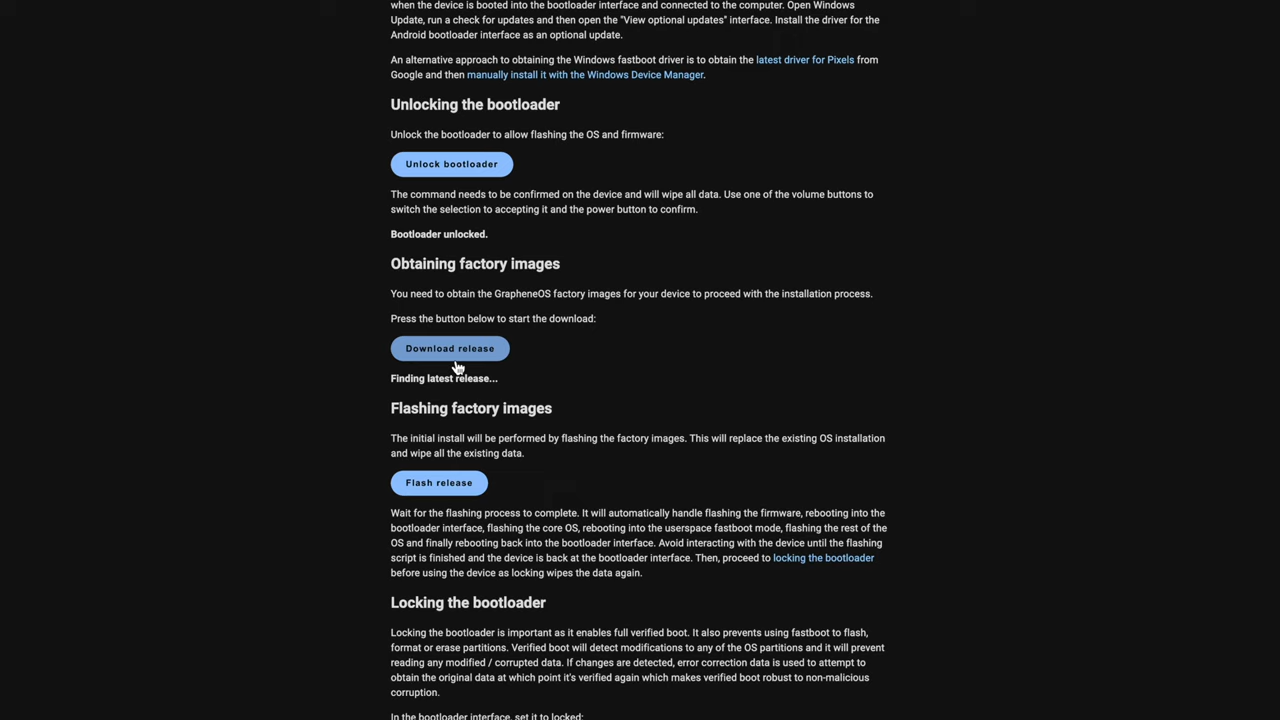 when the device is booted into the bootloader interface and connected to the computer. Open Windows
Update, run a check for updates and then open the "View optional updates" interface. Install the driver for the
Android bootloader interface as an optional update.
An alternative approach to obtaining the Windows fastboot driver is to obtain the latest driver for Pixels from
Google and then manually install it with the Windows Device Manager.
Unlocking the bootloader
Unlock the bootloader to allow flashing the OS and firmware:
Unlock bootloader
The command needs to be confirmed on the device and will wipe all data. Use one of the volume buttons to
switch the selection to accepting it and the power button to confirm.
Bootloader unlocked.
Obtaining factory images
You need to obtain the GrapheneOS factory images for your device to proceed with the installation process.
Press the button below to start the download:
Download release
Finding latest release...
Flashing factory images
The initial install will be performed by flashing the factory images. This will replace the existing OS installation
and wipe all the existing data.
Flash release
Wait for the flashing process to complete. It will automatically handle flashing the firmware, rebooting into the
bootloader interface, flashing the core OS, rebooting into the userspace fastboot mode, flashing the rest of the
OS and finally rebooting back into the bootloader interface. Avoid interacting with the device until the flashing
script is finished and the device is back at the bootloader interface. Then, proceed to locking the bootloader
before using the device as locking wipes the data again.
Locking the bootloader
Locking the bootloader is important as it enables full verified boot. It also prevents using fastboot to flash,
format or erase partitions. Verified boot will detect modifications to any of the OS partitions and it will prevent
reading any modified / corrupted data. If changes are detected, error correction data is used to attempt to
obtain the original data at which point it's verified again which makes verified boot robust to non-malicious
corruption.
In the bootloader interface, set it to locked: